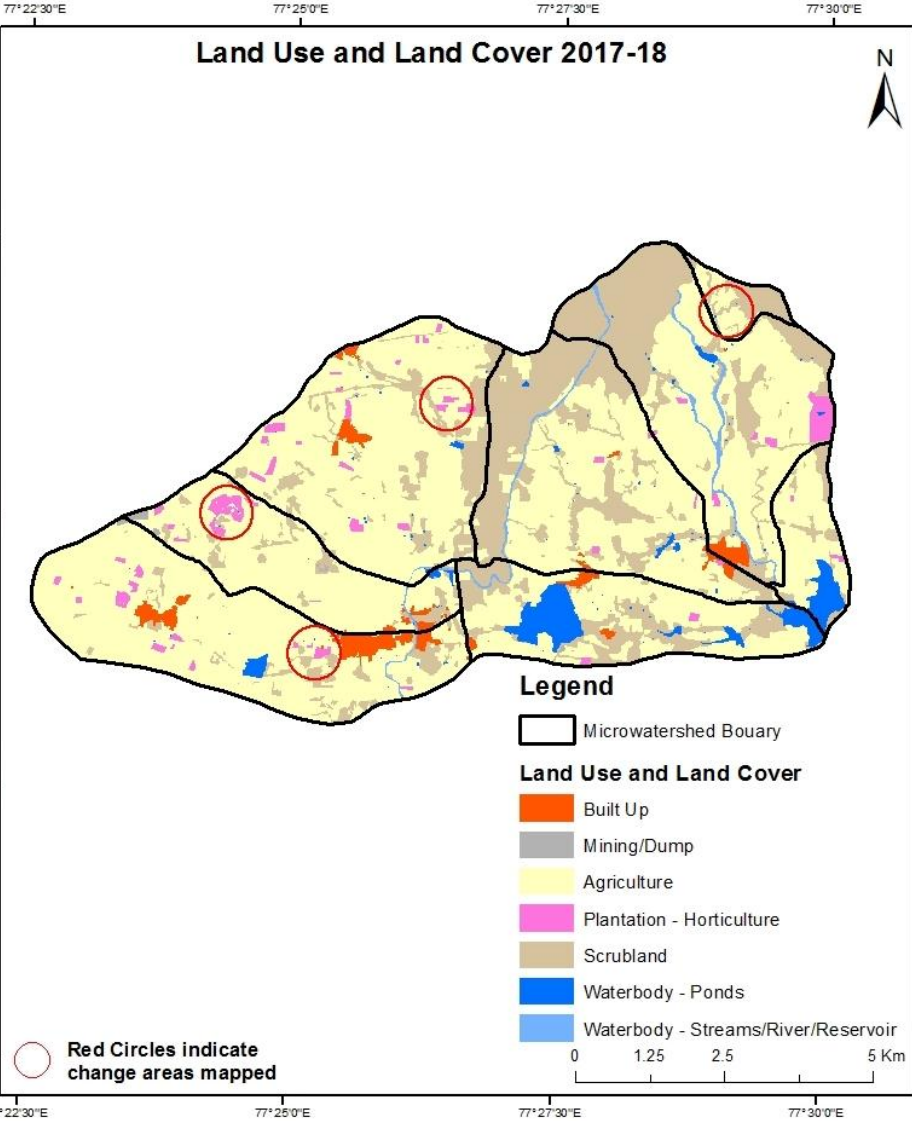 77°22'30"E 77°25'0"E 77°27'30"E 77°30'0"E
Land Use and Land Cover 2017-18
N
Legend
Microwatershed Bouary
Land Use and Land Cover
Built Up
Mining/Dump
Agriculture
Plantation - Horticulture
Scrubland
Waterbody - Ponds
Waterbody - Streams/River/Reservoir
0 1.25 2.5 5 Km
Red Circles indicate
change areas mapped
°22'30"E 77°25'0"E 77°27'30"E 77°30'0"E